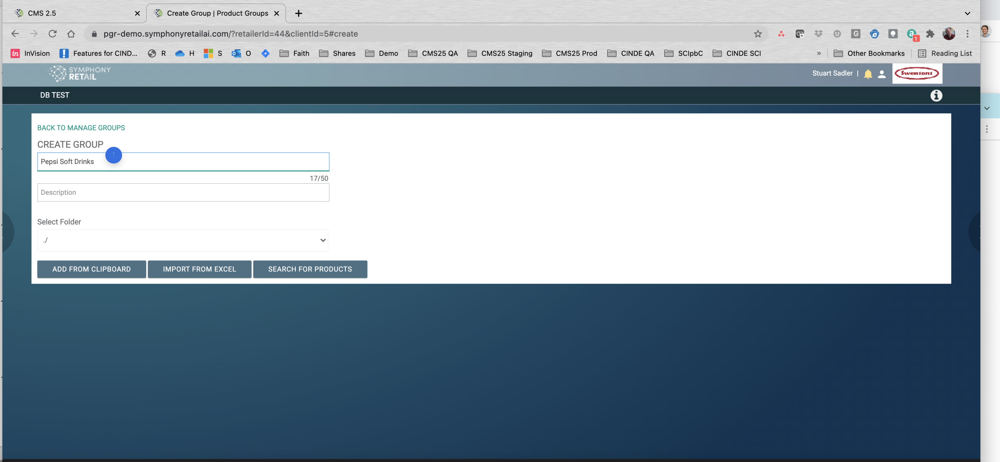 CMS 2.5
Create Group | Product Groups
pgr-demo.symphonyretailai.com/?retailerId=44&clientId=5#create
1
in InVision ! Features for CIND... R H S O Faith Shares Demo CMS25 QA CMS25 Staging CMS25 Prod CINDE QA SCIpbC CINDE SCI » Other Bookmarks Reading List
SYMPHONY
RETAIL
Stuart Sadler |
Swensons
DB TEST
BACK TO MANAGE GROUPS
CREATE GROUP
1
Pepsi Soft Drinks
17/50
Description
Select Folder
./
ADD FROM CLIPBOARD IMPORT FROM EXCEL SEARCH FOR PRODUCTS